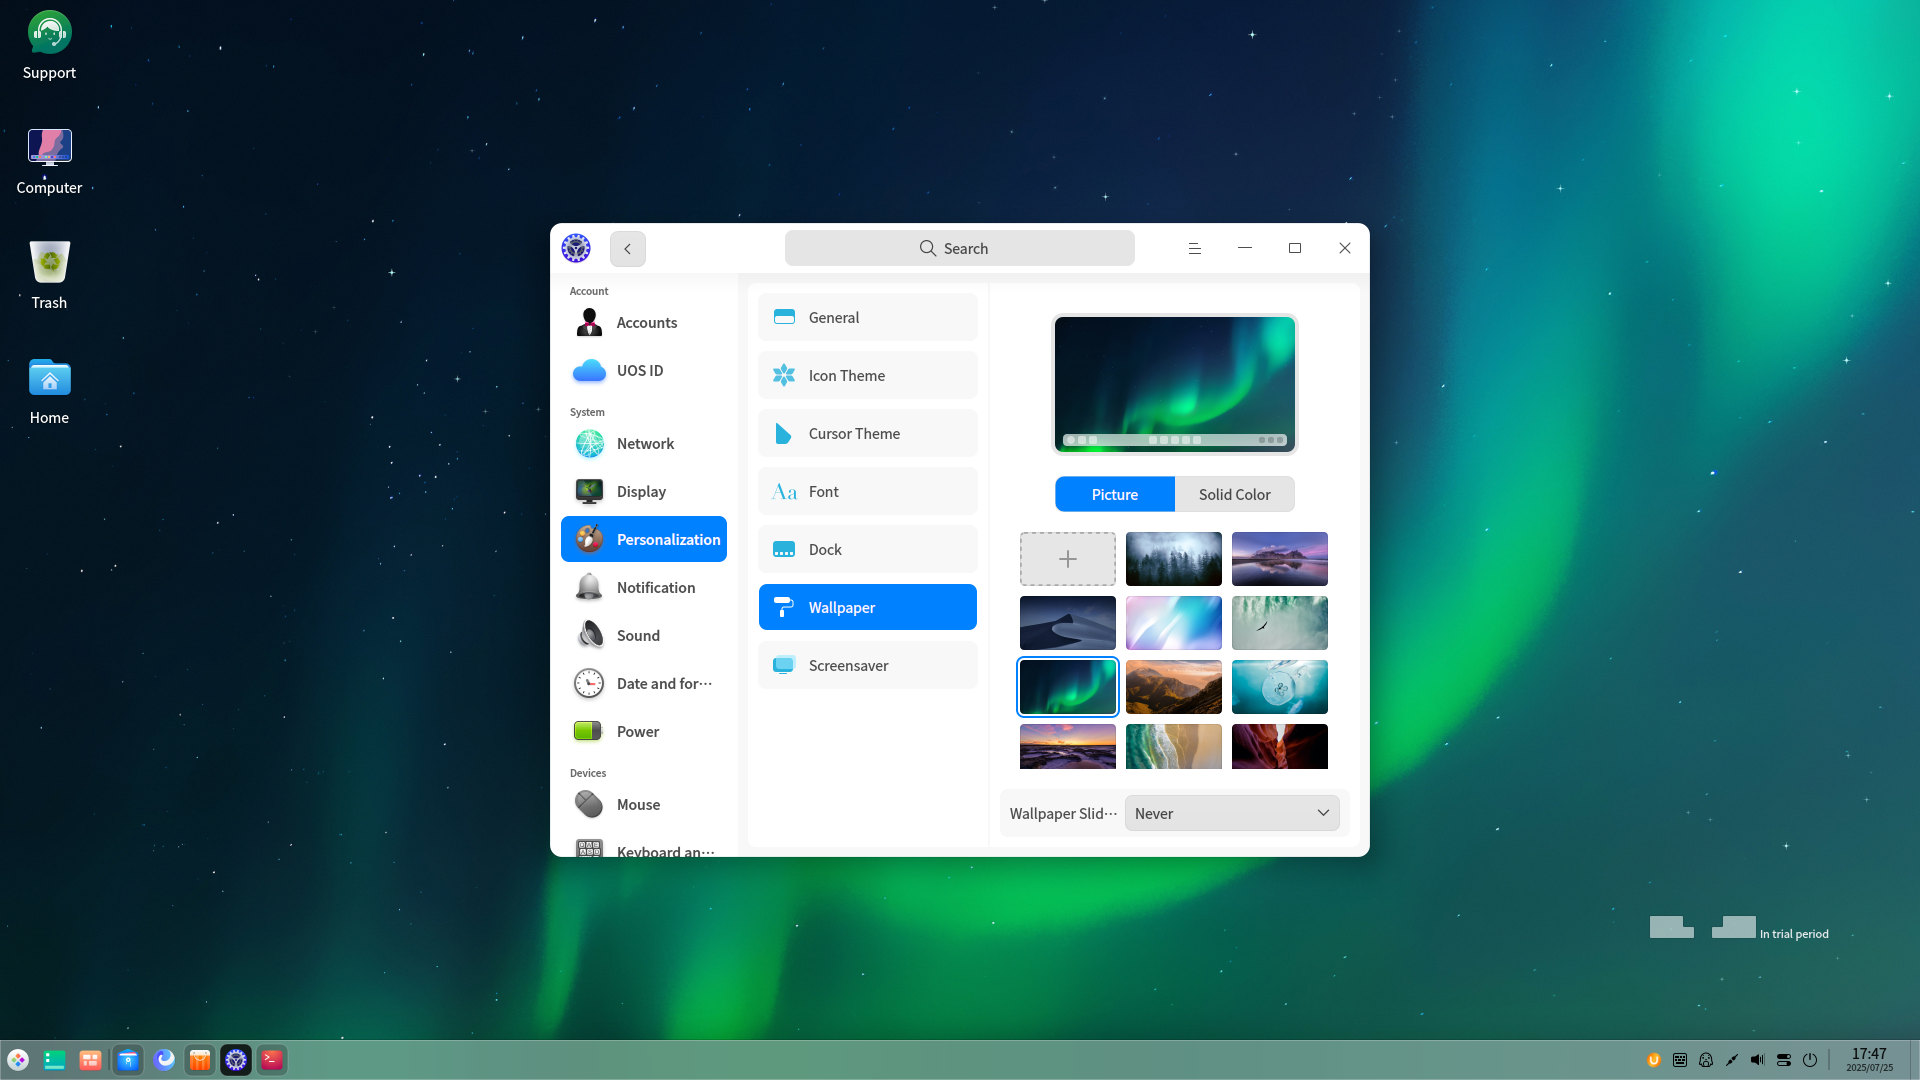 Support
Computer
Trash
Home
Search
Account
Accounts
UOS ID
System
Network
Display
Personalization
Notification
Sound
Date and for···
Power
Devices
Mouse
Keyboard an···
General
Icon Theme
Cursor Theme
Aa Font
Dock
Wallpaper
Screensaver
Picture
Solid Color
Wallpaper Slid···
Never
In trial period
17:47
2025/07/25